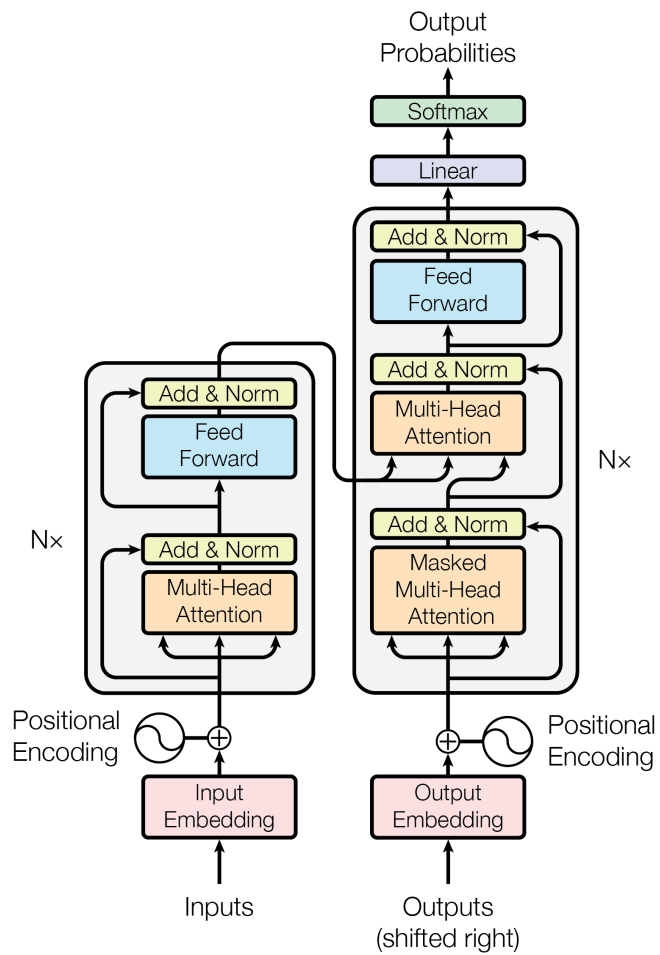 Output
Probabilities
Softmax
Linear
Add & Norm
Feed
Forward
Add & Norm
Multi-Head
Attention
Add & Norm
Masked
Multi-Head
Attention
N×
Add & Norm
Feed
Forward
Add & Norm
Multi-Head
Attention
N×
Positional
Encoding
Positional
Encoding
Input
Embedding
Output
Embedding
Inputs
Outputs
(shifted right)